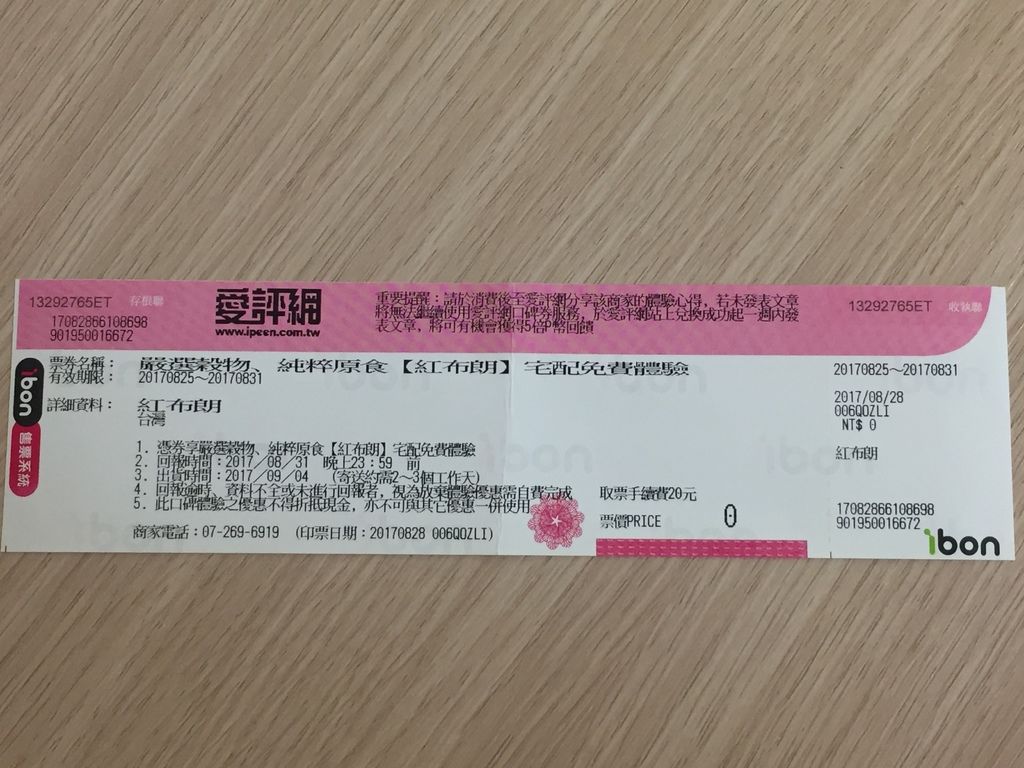 13292765ET 存根聯
17082866108698
901950016672
愛評網
www.ipeen.com.tw
重要提醒：請於消費後至愛評網分享該商家的體驗心得，若未發表文章
將無法繼續使用愛評網口碑券服務，於愛評網站上兌換成功起一週內發
表文章，將可有機會獲得5倍P幣回饋
13292765ET 收執聯
ibon 售票系統
票券名稱： 嚴選穀物、純粹原食【紅布朗】宅配免費體驗
有效期限： 20170825～20170831
詳細資料： 紅布朗
台灣
1. 憑券享嚴選穀物、純粹原食【紅布朗】宅配免費體驗
2. 回報時間：2017／08／31 晚上23：59 前
3. 出貨時間：2017／09／04 （寄送約需2～3個工作天）
4. 回報逾時、資料不全或未進行回報者，視為放棄體驗優惠需自費完成
5. 此口碑體驗之優惠不得折抵現金，亦不可與其它優惠一併使用
商家電話：07-269-6919 (印票日期：20170828 006QOZLI)
取票手續費20元
票價PRICE 0
20170825～20170831
2017/08/28
006QOZLI
NT$ 0
紅布朗
17082866108698
901950016672
ibon